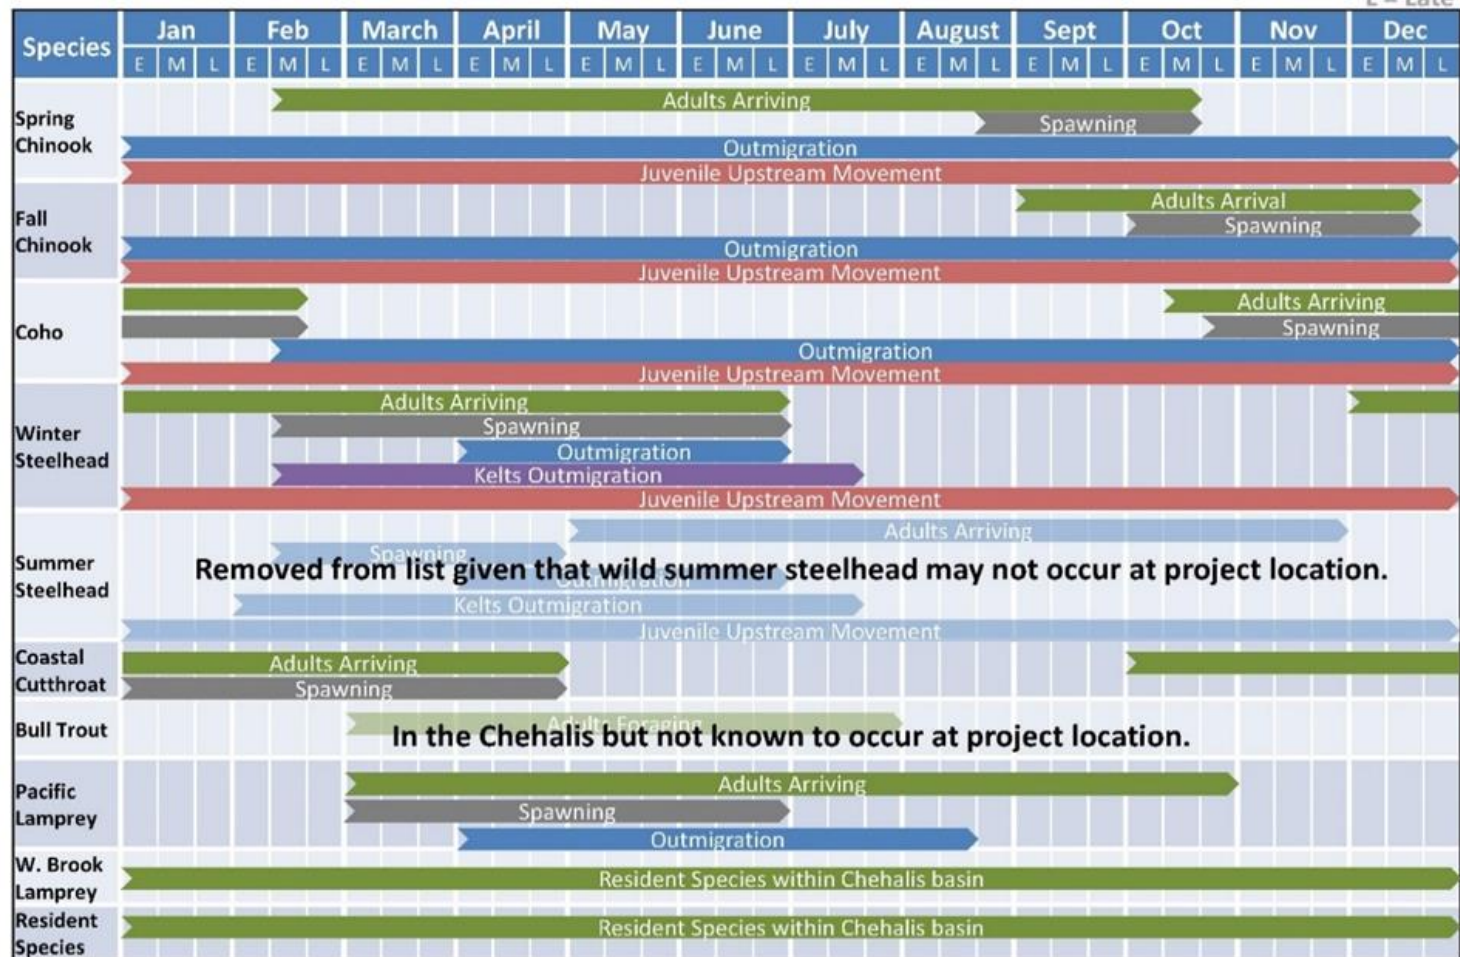 L = Late
Species Jan Feb March April May June July August Sept Oct Nov Dec
E M L E M L E M L E M L E M L E M L E M L E M L E M L E M L E M L E M L
Spring
Chinook
Adults Arriving
Spawning
Outmigration
Juvenile Upstream Movement
Fall
Chinook
Adults Arrival
Spawning
Outmigration
Juvenile Upstream Movement
Coho
Adults Arriving
Spawning
Outmigration
Juvenile Upstream Movement
Winter
Steelhead
Adults Arriving
Spawning
Outmigration
Kelts Outmigration
Juvenile Upstream Movement
Summer
Steelhead
Adults Arriving
Spawning
Removed from list given that wild summer steelhead may not occur at project location.
Outmigration
Kelts Outmigration
Juvenile Upstream Movement
Coastal
Cutthroat
Adults Arriving
Spawning
Bull Trout
Adults Foraging
In the Chehalis but not known to occur at project location.
Pacific
Lamprey
Adults Arriving
Spawning
Outmigration
W. Brook
Lamprey
Resident Species within Chehalis basin
Resident
Species
Resident Species within Chehalis basin